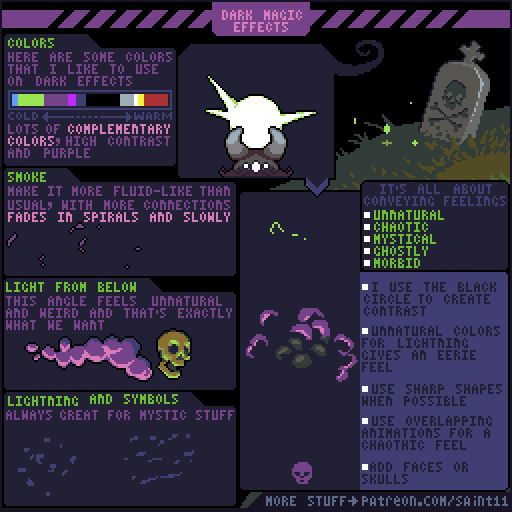 DARK MAGIC
EFFECTS
COLORS
HERE ARE SOME COLORS
THAT I LIKE TO USE
ON DARK EFFECTS
COLD WARM
LOTS OF COMPLEMENTARY
COLORS, HIGH CONTRAST
AND PURPLE
SMOKE
MAKE IT MORE FLUID-LIKE THAN
USUAL, WITH MORE CONNECTIONS
FADES IN SPIRALS AND SLOWLY
LIGHT FROM BELOW
THIS ANGLE FEELS UNNATURAL
AND WEIRD AND THAT'S EXACTLY
WHAT WE WANT
LIGHTNING AND SYMBOLS
ALWAYS GREAT FOR MYSTIC STUFF
IT'S ALL ABOUT
CONVEYING FEELINGS
UNNATURAL
CHAOTIC
MYSTICAL
GHOSTLY
MORBID
I USE THE BLACK
CIRCLE TO CREATE
CONTRAST
UNNATURAL COLORS
FOR LIGHTNING
GIVES AN EERIE
FEEL
USE SHARP SHAPES
WHEN POSSIBLE
USE OVERLAPPING
ANIMATIONS FOR A
CHAOTHIC FEEL
ADD FACES OR
SKULLS
MORE STUFF→PATREON.COM/SAINT11